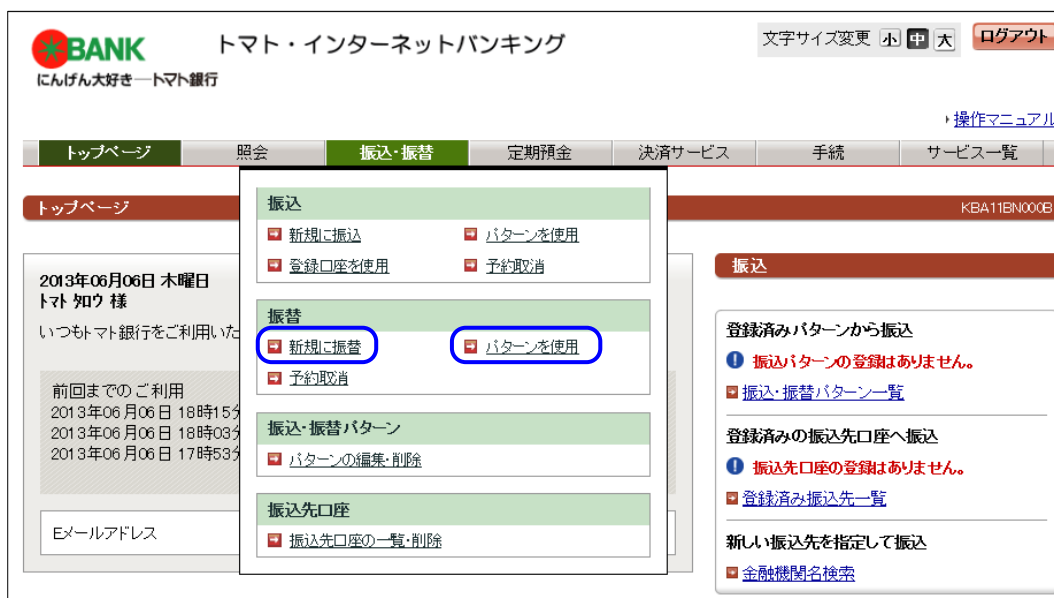 BANK
にんげん大好き―トマト銀行
トマト・インターネットバンキング
文字サイズ変更 小 中 大 ログアウト
操作マニュアル
トップページ 照会 振込・振替 定期預金 決済サービス 手続 サービス一覧
トップページ
KBA11BN000B
2013年06月06日 木曜日
トマト タロウ 様
いつもトマト銀行をご利用いた
前回までのご利用
2013年06月06日 18時15分
2013年06月06日 18時03分
2013年06月06日 17時53分
Eメールアドレス
振込
新規に振込 パターンを使用
登録口座を使用 予約取消
振替
新規に振替 パターンを使用
予約取消
振込・振替パターン
パターンの編集・削除
振込先口座
振込先口座の一覧・削除
振込
登録済みパターンから振込
振込パターンの登録はありません。
振込・振替パターン一覧
登録済みの振込先口座へ振込
振込先口座の登録はありません。
登録済み振込先一覧
新しい振込先を指定して振込
金融機関名検索